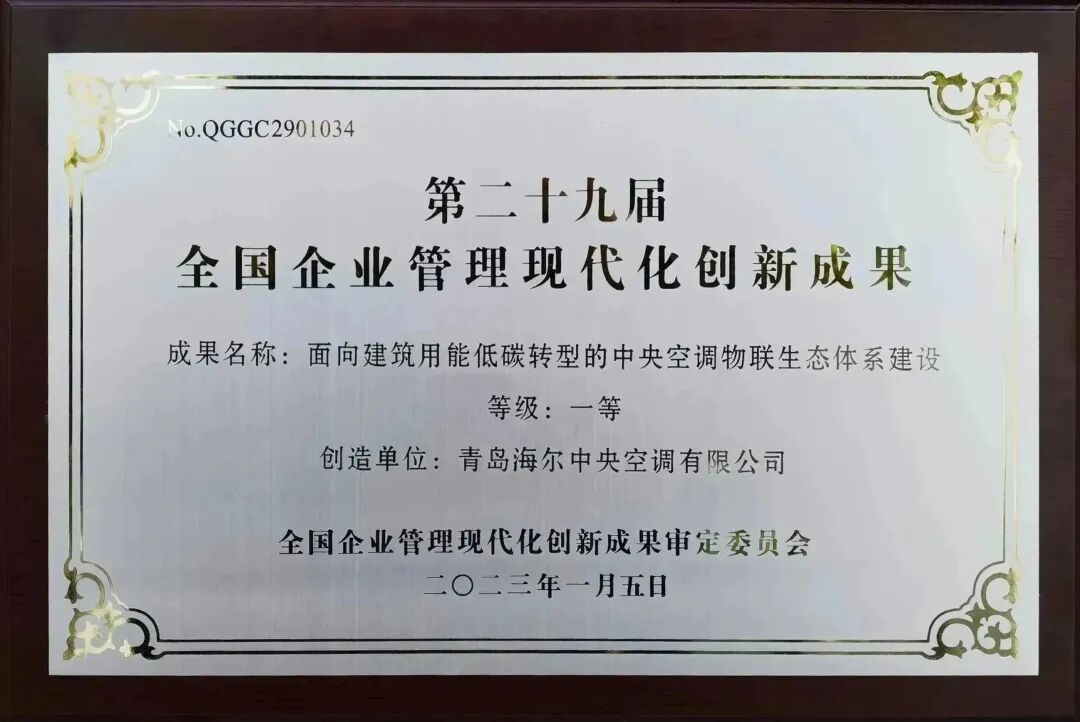 No.QGGC2901034
第二十九届
全国企业管理现代化创新成果
成果名称：面向建筑用能低碳转型的中央空调物联生态体系建设
等级：一等
创造单位：青岛海尔中央空调有限公司
全国企业管理现代化创新成果审定委员会
二〇二三年一月五日